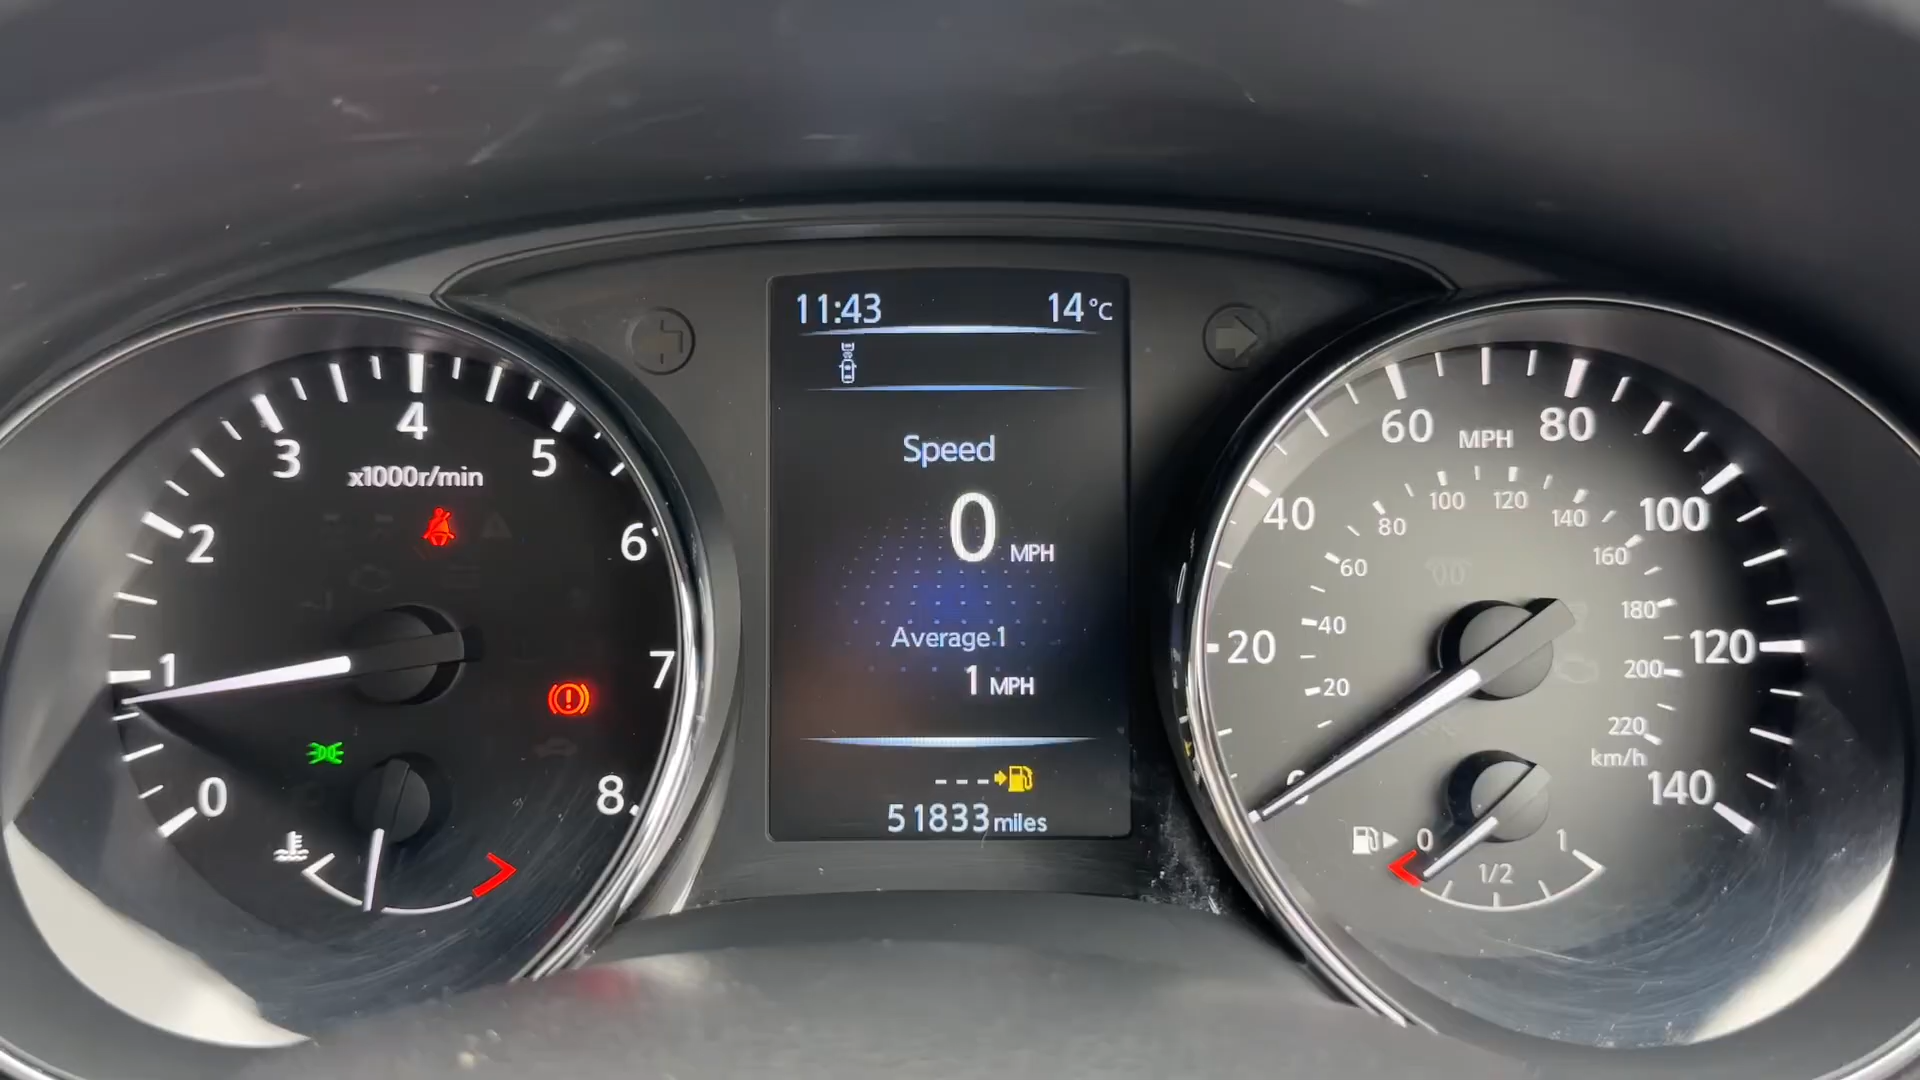 11:43 14°C
Speed
0 MPH
Average 1
1 MPH
---
51833 miles
0 1 2 3 4 5 6 7 8
x1000r/min
0 20 40 60 80 100 120 140
MPH
20 40 60 80 100 120 140 160 180 200 220
km/h
0 1/2 1